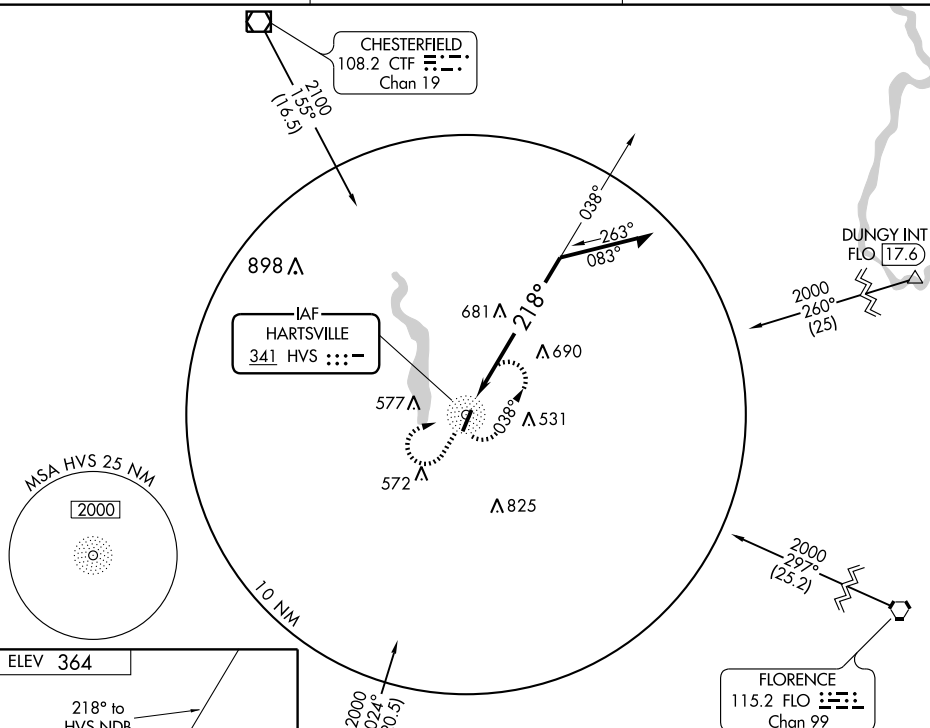 CHESTERFIELD
108.2 CTF
Chan 19
2100
155°
(16.5)
038°
263°
083°
DUNGY INT
FLO 17.6
898
2000
260°
(25)
681
218°
IAF
HARTSVILLE
341 HVS
690
577
038°
531
572
MSA HVS 25 NM
2000
825
2000
297°
(25.2)
10 NM
ELEV 364
218° to
HVS NDB
2000
024°
FLORENCE
115.2 FLO
Chan 99